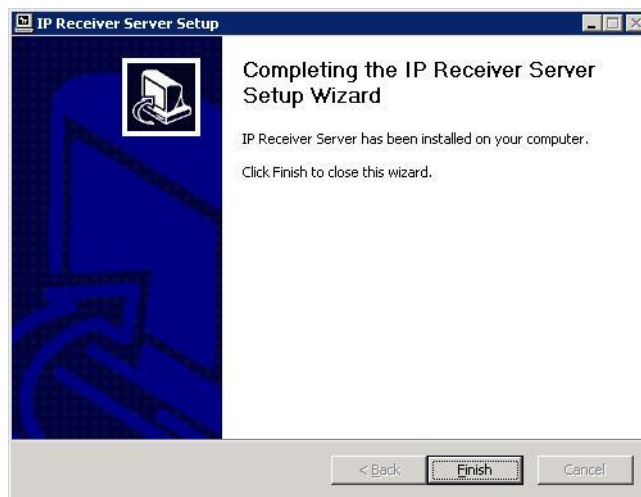 IP Receiver Server Setup
Completing the IP Receiver Server
Setup Wizard
IP Receiver Server has been installed on your computer.
Click Finish to close this wizard.
< Back
Finish
Cancel